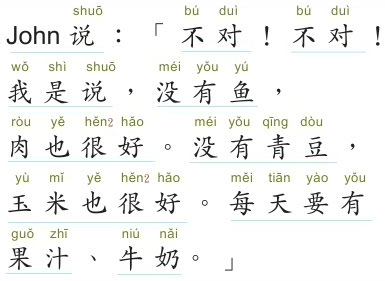 shuō bú duì bú duì
John 说：「不对！不对！
wǒ shì shuō méi yǒu yú
我是说，没有鱼，
ròu yě hěn2 hǎo méi yǒu qīng dòu
肉也很好。没有青豆，
yù mǐ yě hěn2 hǎo měi tiān yào yǒu
玉米也很好。每天要有
guǒ zhī niú nǎi
果汁、牛奶。」